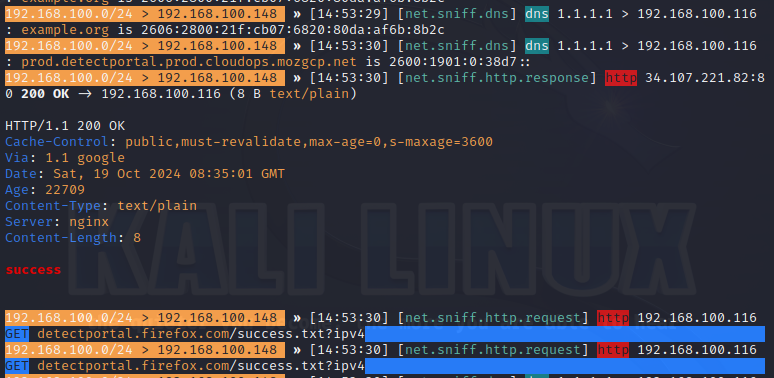 : example.org is 2606:2800:21f:cb07:6820:80da:af6b:8b2c
192.168.100.0/24 > 192.168.100.148 » [14:53:29] [net.sniff.dns] dns 1.1.1.1 > 192.168.100.116
192.168.100.0/24 > 192.168.100.148 » [14:53:30] [net.sniff.dns] dns 1.1.1.1 > 192.168.100.116
: prod.detectportal.prod.cloudops.mozgcp.net is 2600:1901:0:38d7::
192.168.100.0/24 > 192.168.100.148 » [14:53:30] [net.sniff.http.response] http 34.107.221.82:8
0 200 OK → 192.168.100.116 (8 B text/plain)
HTTP/1.1 200 OK
Cache-Control: public,must-revalidate,max-age=0,s-maxage=3600
Via: 1.1 google
Date: Sat, 19 Oct 2024 08:35:01 GMT
Age: 22709
Content-Type: text/plain
Server: nginx
Content-Length: 8
KALI LINUX
success
192.168.100.0/24 > 192.168.100.148 » [14:53:30] [net.sniff.http.request] http 192.168.100.116
GET detectportal.firefox.com/success.txt?ipv4
192.168.100.0/24 > 192.168.100.148 » [14:53:30] [net.sniff.http.request] http 192.168.100.116
GET detectportal.firefox.com/success.txt?ipv4